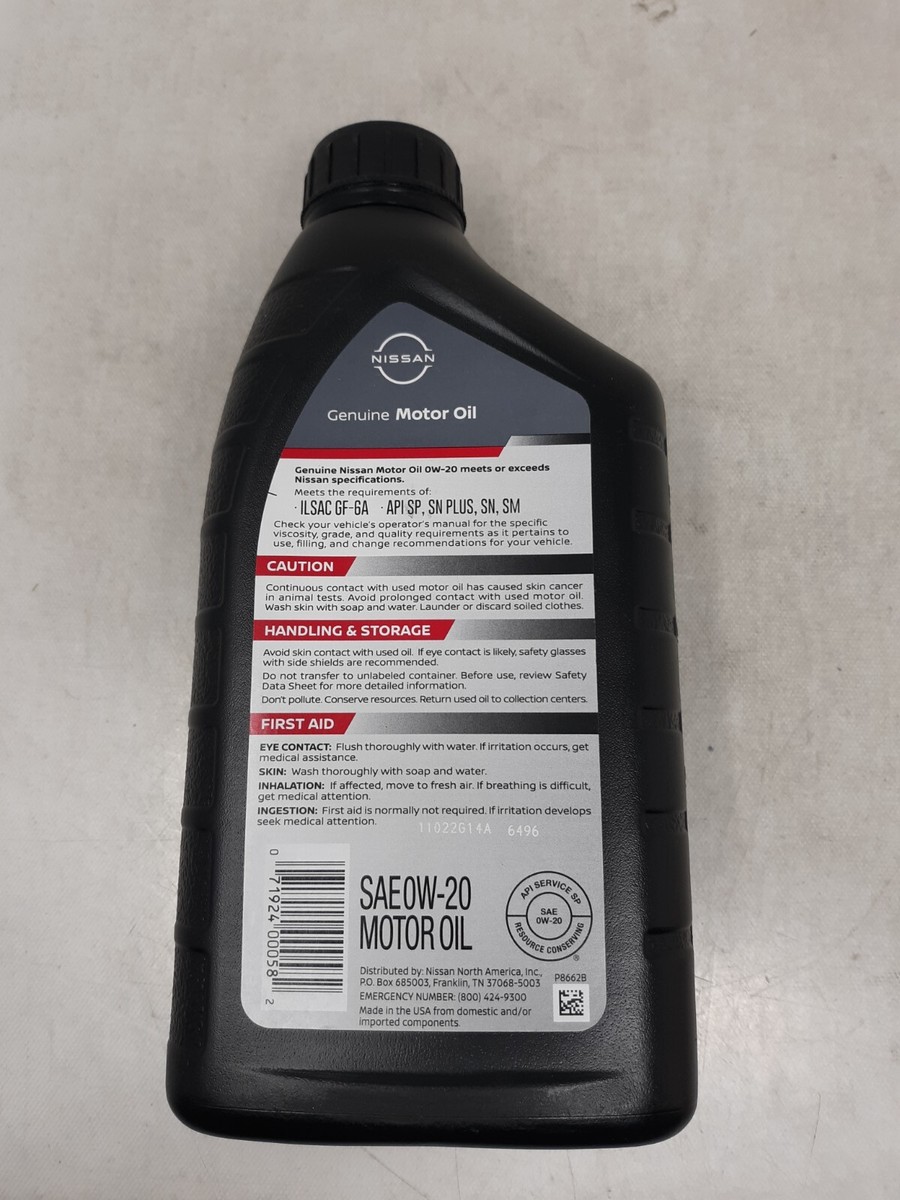 NISSAN
Genuine Motor Oil
Genuine Nissan Motor Oil 0W-20 meets or exceeds
Nissan specifications.
Meets the requirements of:
· ILSAC GF-6A · API SP, SN PLUS, SN, SM
Check your vehicle's operator's manual for the specific
viscosity, grade, and quality requirements as it pertains to
use, filling, and change recommendations for your vehicle.
CAUTION
Continuous contact with used motor oil has caused skin cancer
in animal tests. Avoid prolonged contact with used motor oil.
Wash skin with soap and water. Launder or discard soiled clothes.
HANDLING & STORAGE
Avoid skin contact with used oil. If eye contact is likely, safety glasses
with side shields are recommended.
Do not transfer to unlabeled container. Before use, review Safety
Data Sheet for more detailed information.
Don't pollute. Conserve resources. Return used oil to collection centers.
FIRST AID
EYE CONTACT: Flush thoroughly with water. If irritation occurs, get
medical assistance.
SKIN: Wash thoroughly with soap and water.
INHALATION: If affected, move to fresh air. If breathing is difficult,
get medical attention.
INGESTION: First aid is normally not required. If irritation develops
seek medical attention.
11022G14A 6496
0 71924 00058 2
SAE 0W-20
MOTOR OIL
API SERVICE SP
SAE
0W-20
RESOURCE CONSERVING
®
Distributed by: Nissan North America, Inc.,
P.O. Box 685003, Franklin, TN 37068-5003
EMERGENCY NUMBER: (800) 424-9300
Made in the USA from domestic and/or
imported components.
P8662B